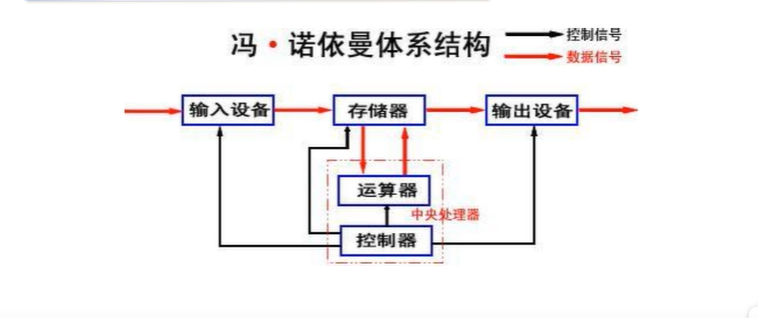 冯·诺依曼体系结构
控制信号
数据信号
输入设备
存储器
输出设备
运算器
中央处理器
控制器